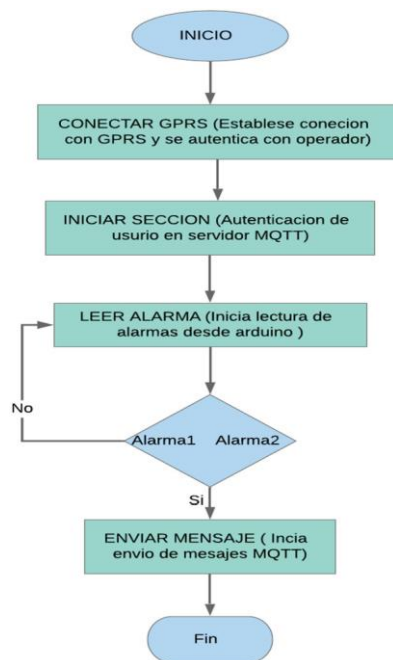 INICIO
CONECTAR GPRS (Establese conecion
con GPRS y se autentica con operador)
INICIAR SECCION (Autenticacion de
usurio en servidor MQTT)
LEER ALARMA (Inicia lectura de
alarmas desde arduino )
No
Alarma1 Alarma2
Si
ENVIAR MENSAJE ( Incia
envio de mesajes MQTT)
Fin